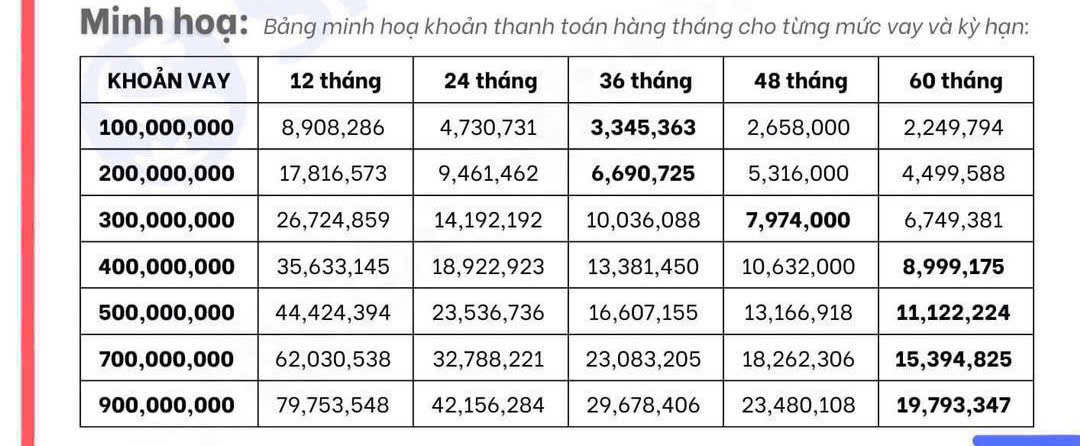 Minh hoạ: Bảng minh hoạ khoản thanh toán hàng tháng cho từng mức vay và kỳ hạn:
KHOẢN VAY 12 tháng 24 tháng 36 tháng 48 tháng 60 tháng
100,000,000 8,908,286 4,730,731 3,345,363 2,658,000 2,249,794
200,000,000 17,816,573 9,461,462 6,690,725 5,316,000 4,499,588
300,000,000 26,724,859 14,192,192 10,036,088 7,974,000 6,749,381
400,000,000 35,633,145 18,922,923 13,381,450 10,632,000 8,999,175
500,000,000 44,424,394 23,536,736 16,607,155 13,166,918 11,122,224
700,000,000 62,030,538 32,788,221 23,083,205 18,262,306 15,394,825
900,000,000 79,753,548 42,156,284 29,678,406 23,480,108 19,793,347